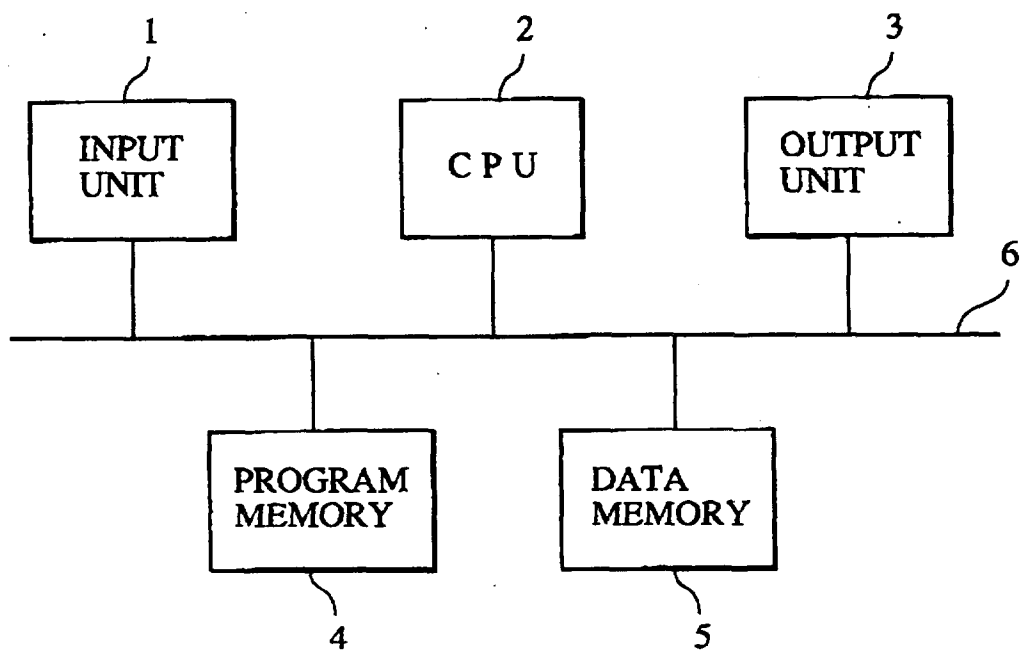 1
2
3
INPUT
UNIT
C P U
OUTPUT
UNIT
6
PROGRAM
MEMORY
DATA
MEMORY
4
5